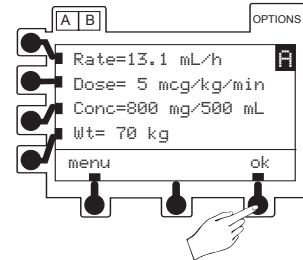 A B OPTIONS
Rate=13.1 mL/h A
Dose= 5 mcg/kg/min
Conc=800 mg/500 mL
Wt= 70 kg
menu ok